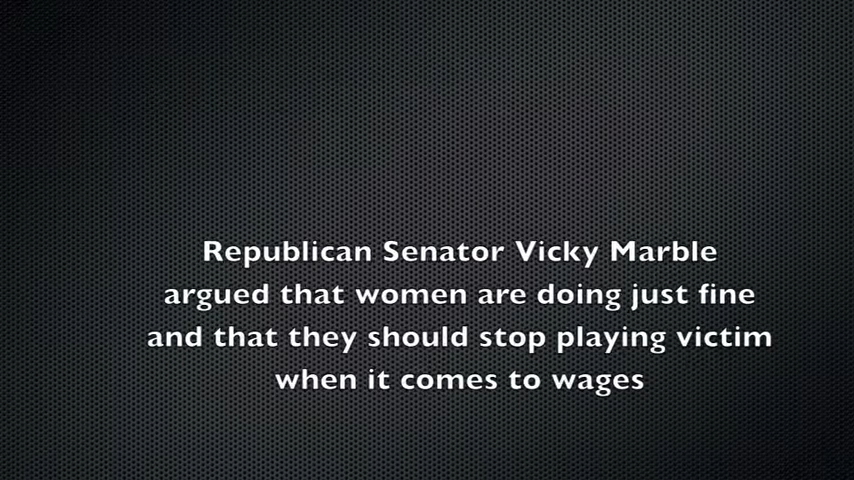 Republican Senator Vicky Marble
argued that women are doing just fine
and that they should stop playing victim
when it comes to wages